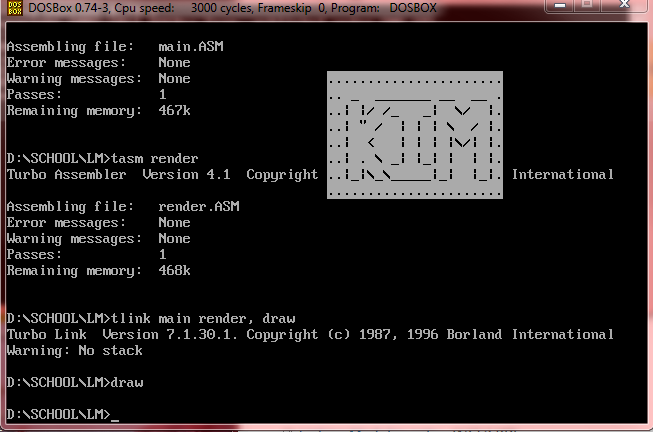 DOSBox 0.74-3, Cpu speed: 3000 cycles, Frameskip 0, Program: DOSBOX
Assembling file: main.ASM
Error messages: None
Warning messages: None
Passes: 1
Remaining memory: 467k
KIM
D:\SCHOOL\LM>tasm render
Turbo Assembler Version 4.1 Copyright International
Assembling file: render.ASM
Error messages: None
Warning messages: None
Passes: 1
Remaining memory: 468k
D:\SCHOOL\LM>tlink main render, draw
Turbo Link Version 7.1.30.1. Copyright (c) 1987, 1996 Borland International
Warning: No stack
D:\SCHOOL\LM>draw
D:\SCHOOL\LM>_